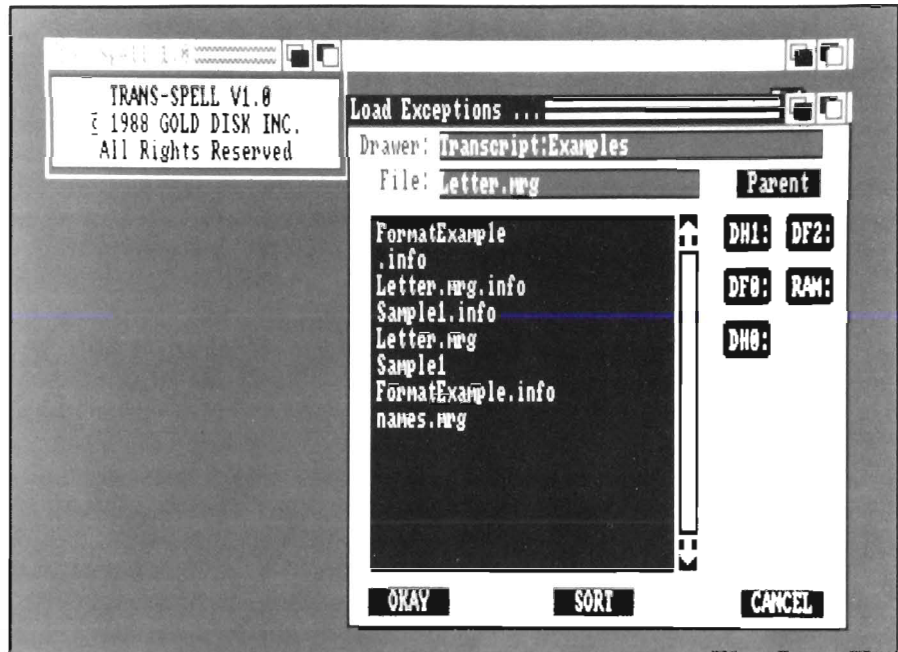 TRANS-SPELL V1.0
© 1988 GOLD DISK INC.
All Rights Reserved
Load Exceptions ...
Drawer: Transcript:Examples
File: Letter.mrg
Parent
FormatExample
.info
Letter.mrg.info
Sample1.info
Letter.mrg
Sample1
FormatExample.info
names.mrg
DH1: DF2:
DF0: RAM:
DH0:
OKAY SORT CANCEL